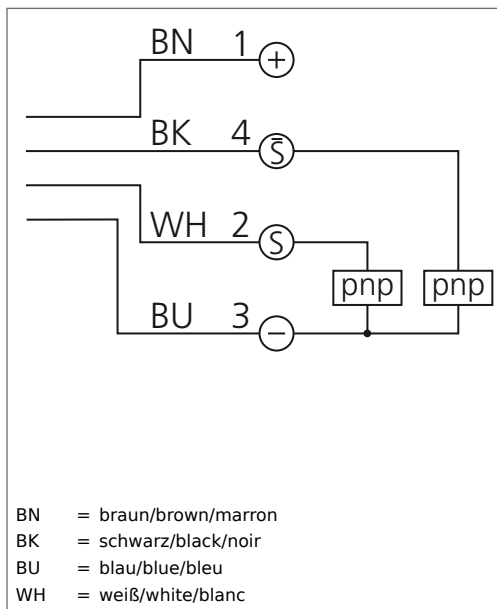 BN 1 +
BK 4 S̄
WH 2 S
pnp pnp
BU 3 −
BN = braun/brown/marron
BK = schwarz/black/noir
BU = blau/blue/bleu
WH = weiß/white/blanc